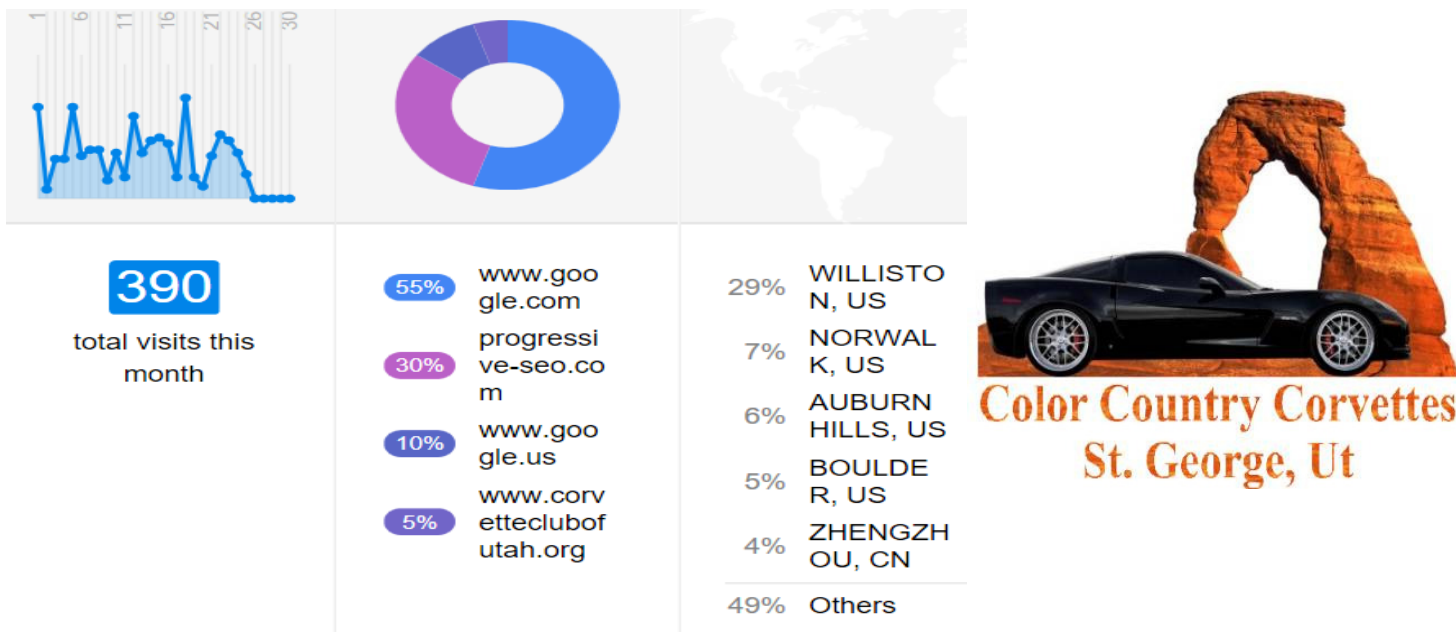 1 6 11 16 21 26 30
390
total visits this
month
55%
www.goo
gle.com
30%
progressi
ve-seo.co
m
10%
www.goo
gle.us
5%
www.corv
etteclubof
utah.org
29%
WILLISTO
N, US
7%
NORWAL
K, US
6%
AUBURN
HILLS, US
5%
BOULDE
R, US
4%
ZHENGZH
OU, CN
49%
Others
Color Country Corvettes
St. George, Ut